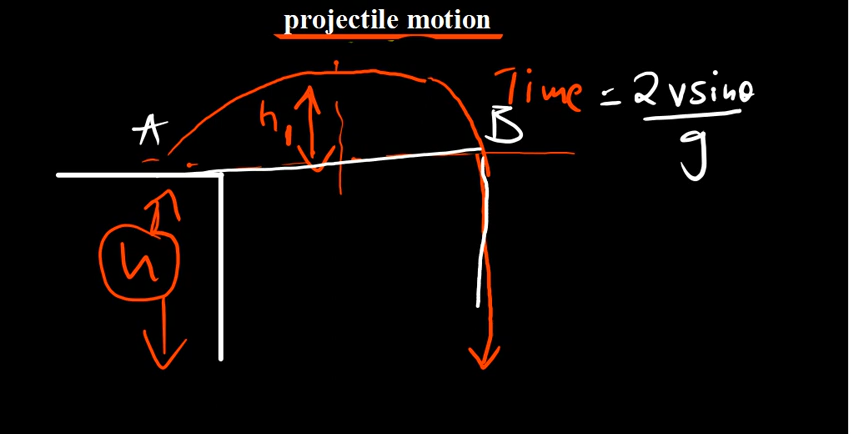 projectile motion
Time = 2vsinθ/g
A
B
h1
h